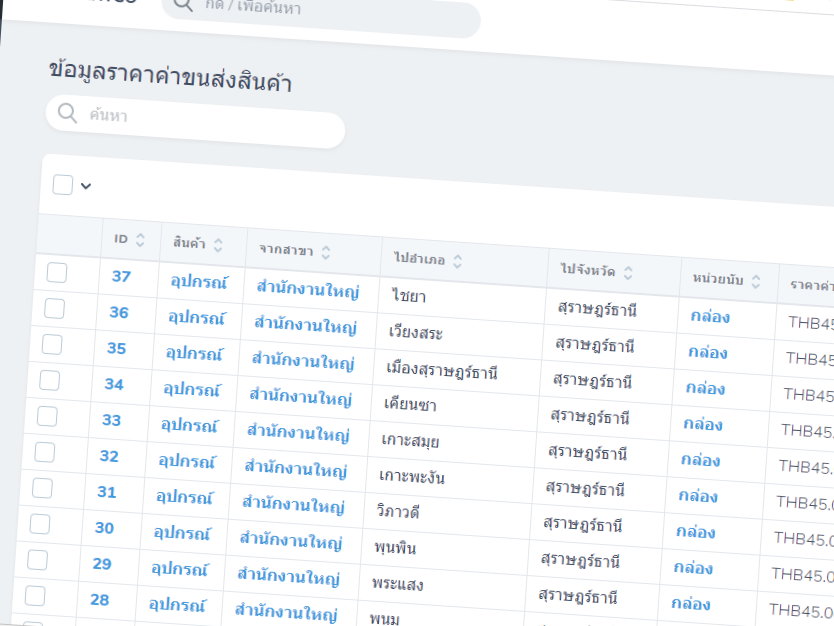 กด / เพื่อค้นหา
ข้อมูลราคาค่าขนส่งสินค้า
ค้นหา
ID สินค้า จากสาขา ไปอำเภอ ไปจังหวัด หน่วยนับ ราคาค่า
37 อุปกรณ์ สำนักงานใหญ่ ไชยา สุราษฎร์ธานี กล่อง THB45
36 อุปกรณ์ สำนักงานใหญ่ เวียงสระ สุราษฎร์ธานี กล่อง THB45
35 อุปกรณ์ สำนักงานใหญ่ เมืองสุราษฎร์ธานี สุราษฎร์ธานี กล่อง THB45
34 อุปกรณ์ สำนักงานใหญ่ เคียนซา สุราษฎร์ธานี กล่อง THB45.
33 อุปกรณ์ สำนักงานใหญ่ เกาะสมุย สุราษฎร์ธานี กล่อง THB45.
32 อุปกรณ์ สำนักงานใหญ่ เกาะพะงัน สุราษฎร์ธานี กล่อง THB45.
31 อุปกรณ์ สำนักงานใหญ่ วิภาวดี สุราษฎร์ธานี กล่อง THB45.0
30 อุปกรณ์ สำนักงานใหญ่ พุนพิน สุราษฎร์ธานี กล่อง THB45.0
29 อุปกรณ์ สำนักงานใหญ่ พระแสง สุราษฎร์ธานี กล่อง THB45.0
28 อุปกรณ์ สำนักงานใหญ่ พนม สุราษฎร์ธานี กล่อง THB45.0